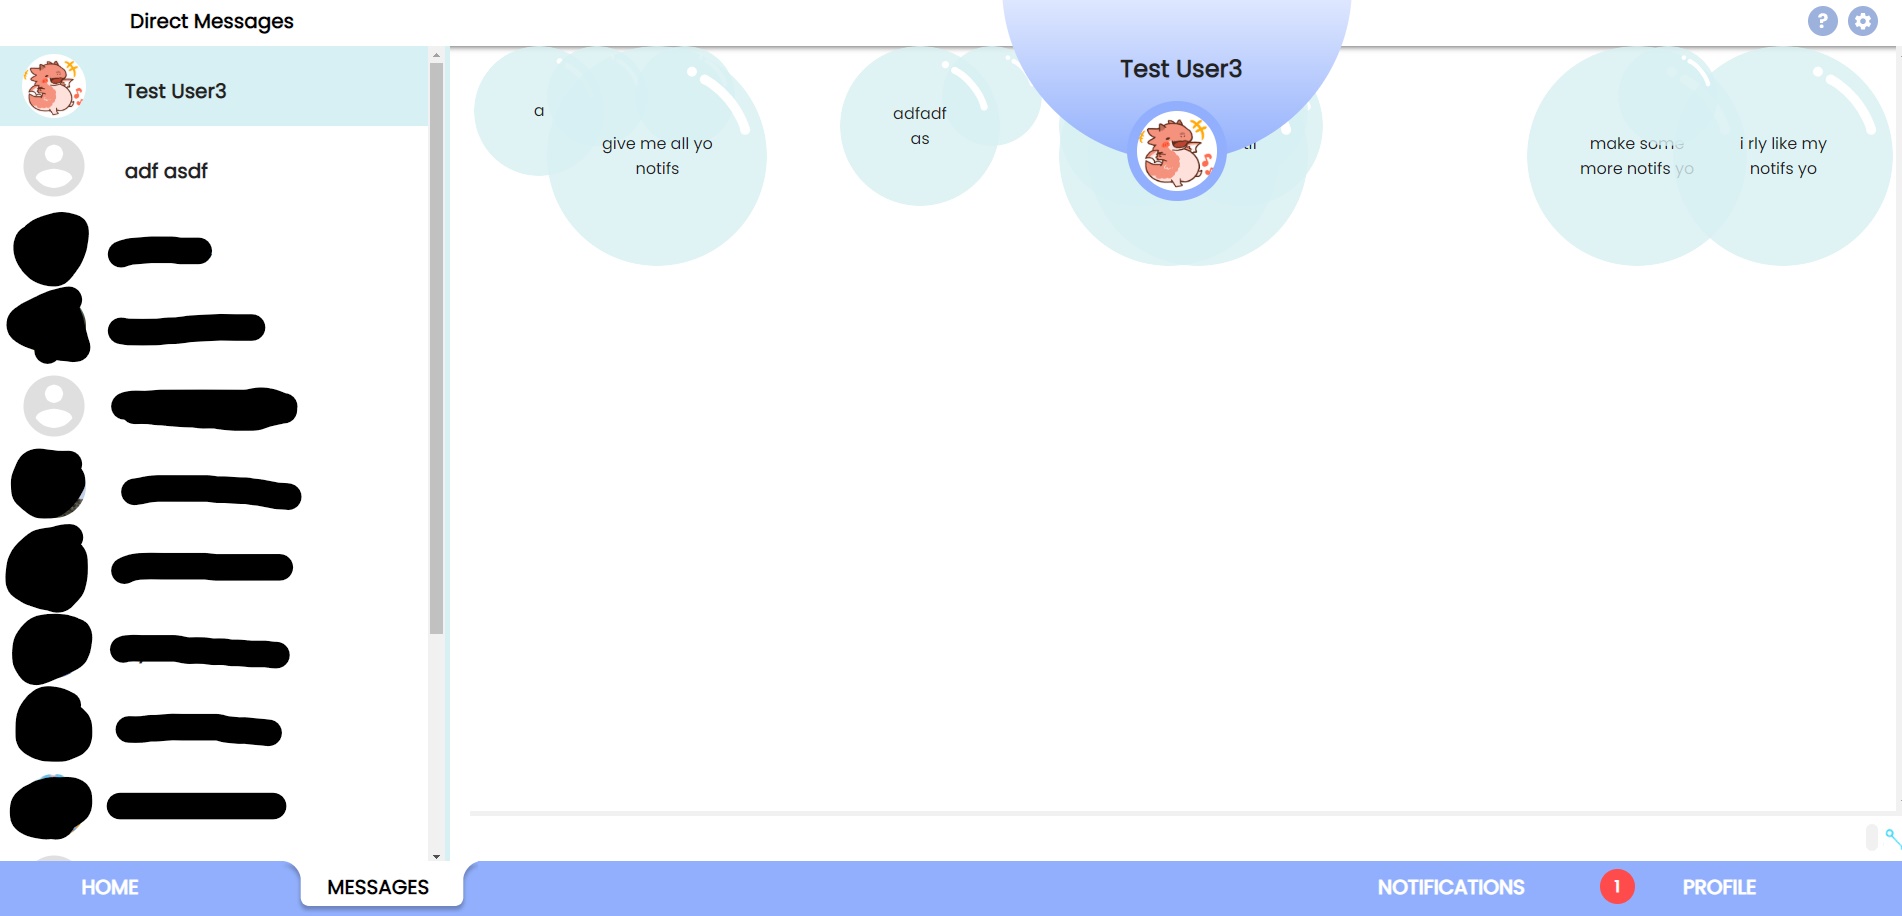 Direct Messages
?
Test User3
Test User3
adf asdf
a
give me all yo
notifs
adfadf
as
make some
more notifs yo
i rly like my
notifs yo
HOME
MESSAGES
NOTIFICATIONS
1
PROFILE